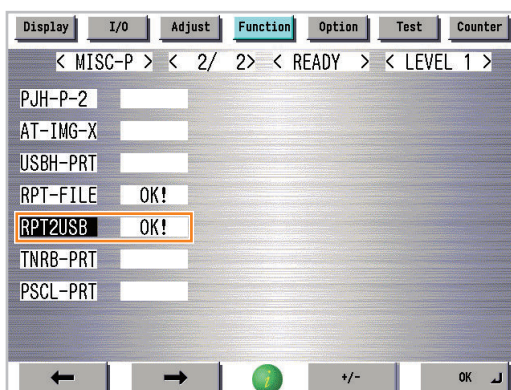 Display I/O Adjust Function Option Test Counter
< MISC-P > < 2/ 2> < READY > < LEVEL 1 >
PJH-P-2
AT-IMG-X
USBH-PRT
RPT-FILE OK!
RPT2USB OK!
TNRB-PRT
PSCL-PRT
+/- OK